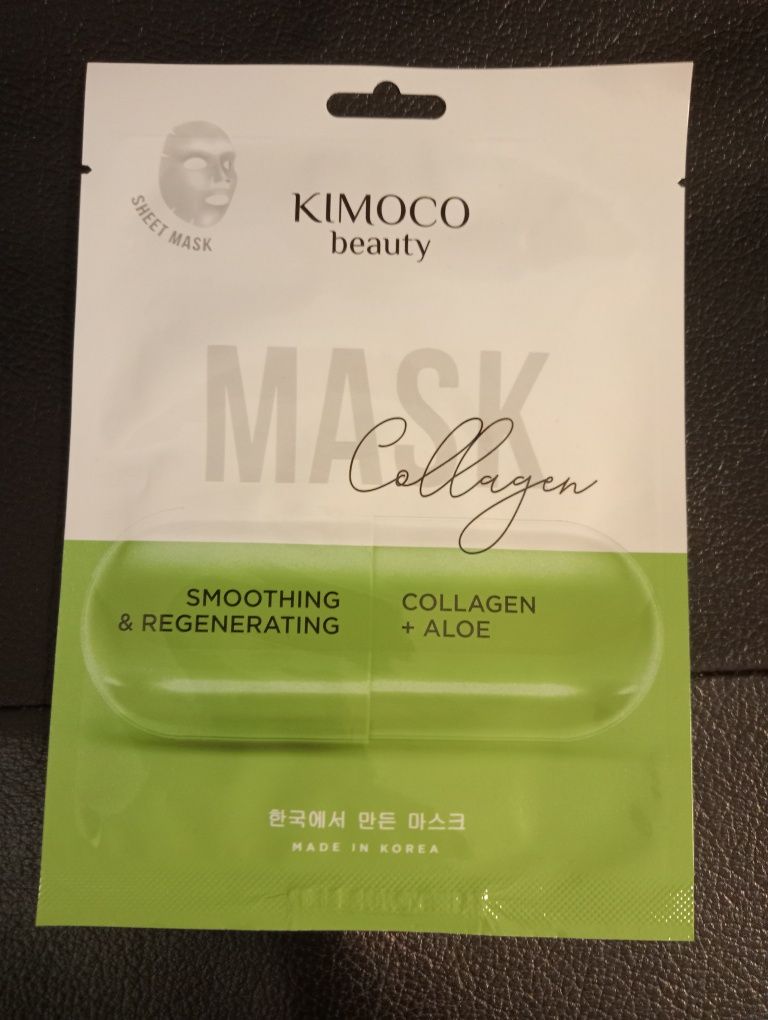 SHEET MASK
KIMOCO
beauty
MASK
Collagen
SMOOTHING
& REGENERATING
COLLAGEN
+ ALOE
한국에서 만든 마스크
MADE IN KOREA